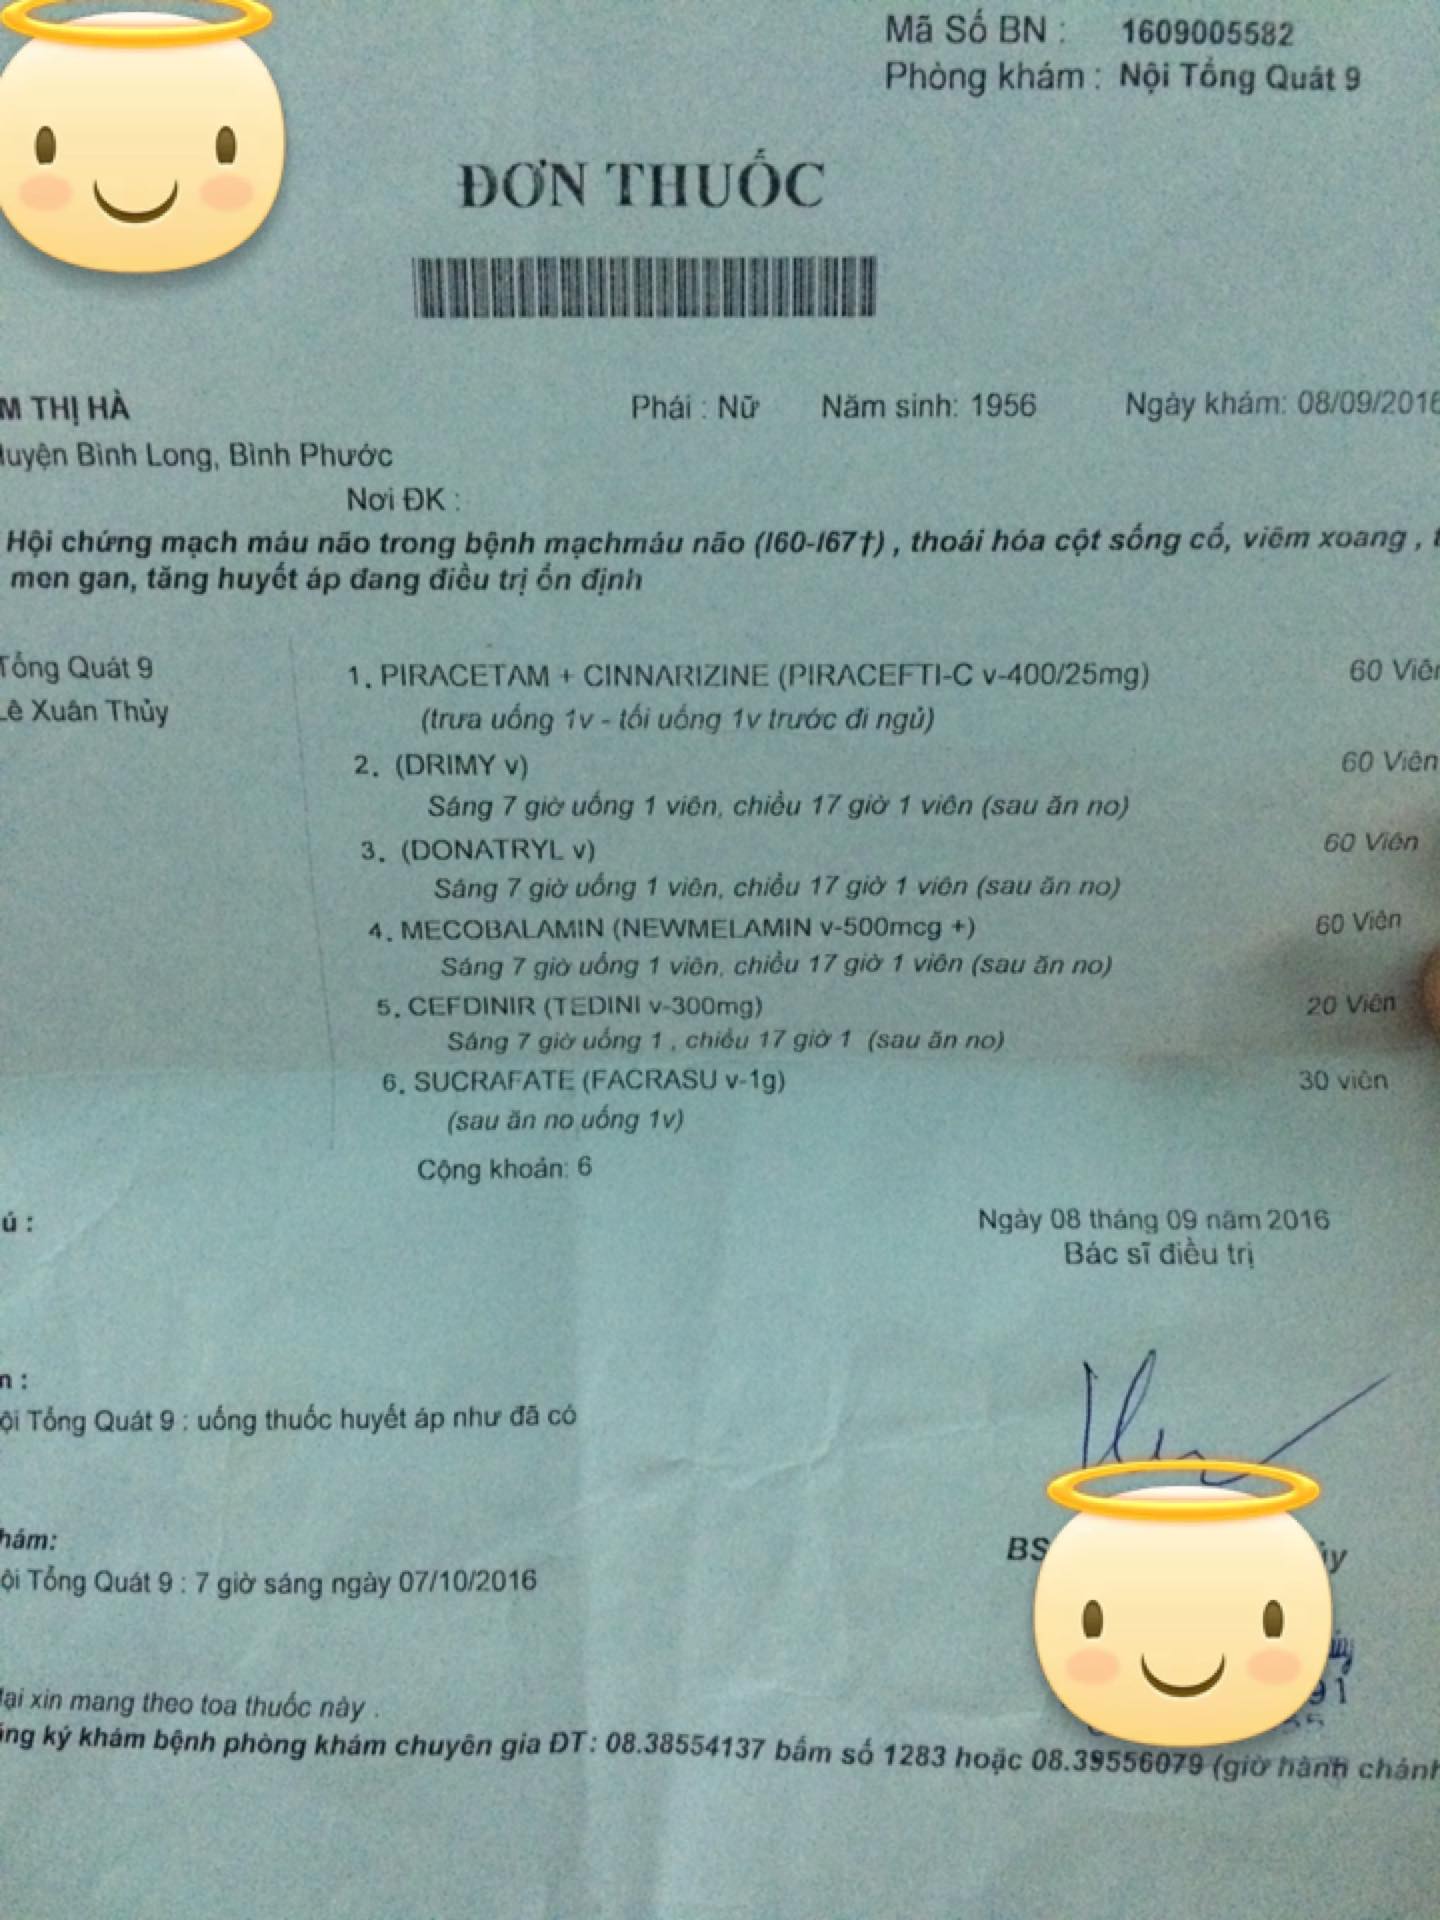 Mã Số BN : 1609005582
Phòng khám : Nội Tổng Quát 9
ĐƠN THUỐC
M THỊ HÀ Phái : Nữ Năm sinh: 1956 Ngày khám: 08/09/2016
Huyện Bình Long, Bình Phước
Nơi ĐK :
Hội chứng mạch máu não trong bệnh mạchmáu não (I60-I67†) , thoái hóa cột sống cổ, viêm xoang , t
men gan, tăng huyết áp đang điều trị ổn định
Tổng Quát 9
Lê Xuân Thủy
1. PIRACETAM + CINNARIZINE (PIRACEFTI-C v-400/25mg) 60 Viên
(trưa uống 1v - tối uống 1v trước đi ngủ)
2. (DRIMY v) 60 Viên
Sáng 7 giờ uống 1 viên, chiều 17 giờ 1 viên (sau ăn no)
3. (DONATRYL v) 60 Viên
Sáng 7 giờ uống 1 viên, chiều 17 giờ 1 viên (sau ăn no)
4. MECOBALAMIN (NEWMELAMIN v-500mcg +) 60 Viên
Sáng 7 giờ uống 1 viên, chiều 17 giờ 1 viên (sau ăn no)
5. CEFDINIR (TEDINI v-300mg) 20 Viên
Sáng 7 giờ uống 1 , chiều 17 giờ 1 (sau ăn no)
6. SUCRAFATE (FACRASU v-1g) 30 viên
(sau ăn no uống 1v)
Cộng khoản: 6
ú :
Ngày 08 tháng 09 năm 2016
Bác sĩ điều trị
n :
ội Tổng Quát 9 : uống thuốc huyết áp như đã có
BS ủy
hám:
ội Tổng Quát 9 : 7 giờ sáng ngày 07/10/2016
91
lại xin mang theo toa thuốc này .
ăng ký khám bệnh phòng khám chuyên gia ĐT: 08.38554137 bấm số 1283 hoặc 08.39556079 (giờ hành chánh